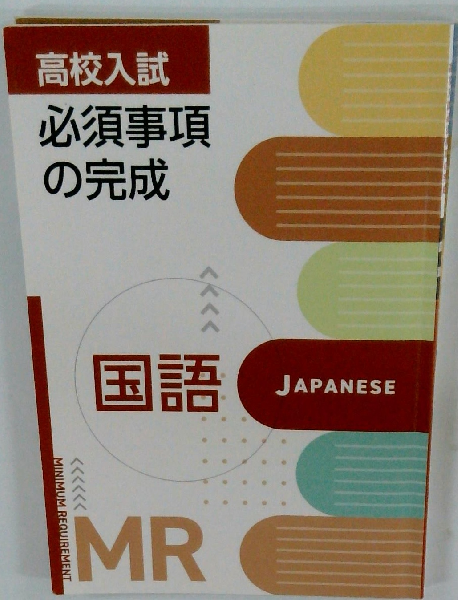 高校入試
必須事項
の完成
国語
JAPANESE
MINIMUM REQUIREMENT
MR